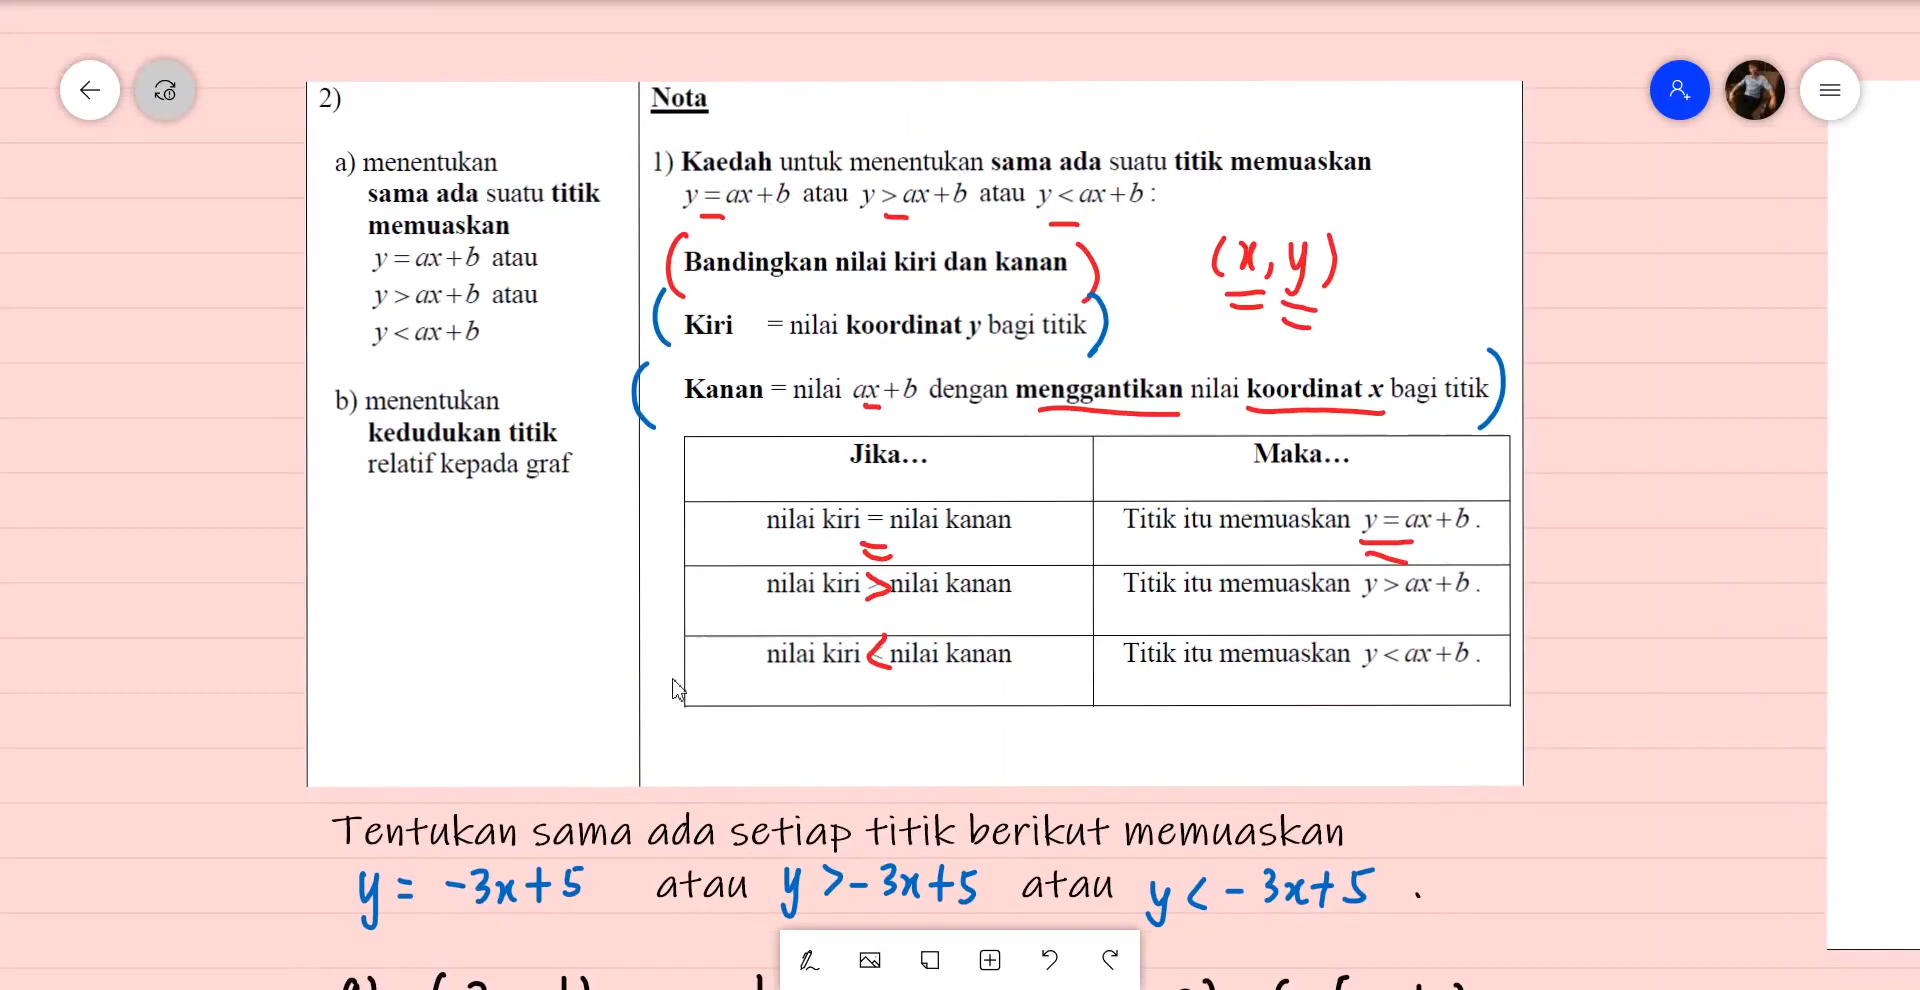 2)
a) menentukan
sama ada suatu titik
memuaskan
y = ax + b atau
y > ax + b atau
y < ax + b
b) menentukan
kedudukan titik
relatif kepada graf
Nota
1) Kaedah untuk menentukan sama ada suatu titik memuaskan
y = ax + b atau y > ax + b atau y < ax + b :
Bandingkan nilai kiri dan kanan
(x, y)
Kiri = nilai koordinat y bagi titik
Kanan = nilai ax + b dengan menggantikan nilai koordinat x bagi titik
Jika... Maka...
nilai kiri = nilai kanan Titik itu memuaskan y = ax + b .
nilai kiri > nilai kanan Titik itu memuaskan y > ax + b .
nilai kiri < nilai kanan Titik itu memuaskan y < ax + b .
Tentukan sama ada setiap titik berikut memuaskan
y = -3x + 5 atau y > -3x + 5 atau y < -3x + 5 .